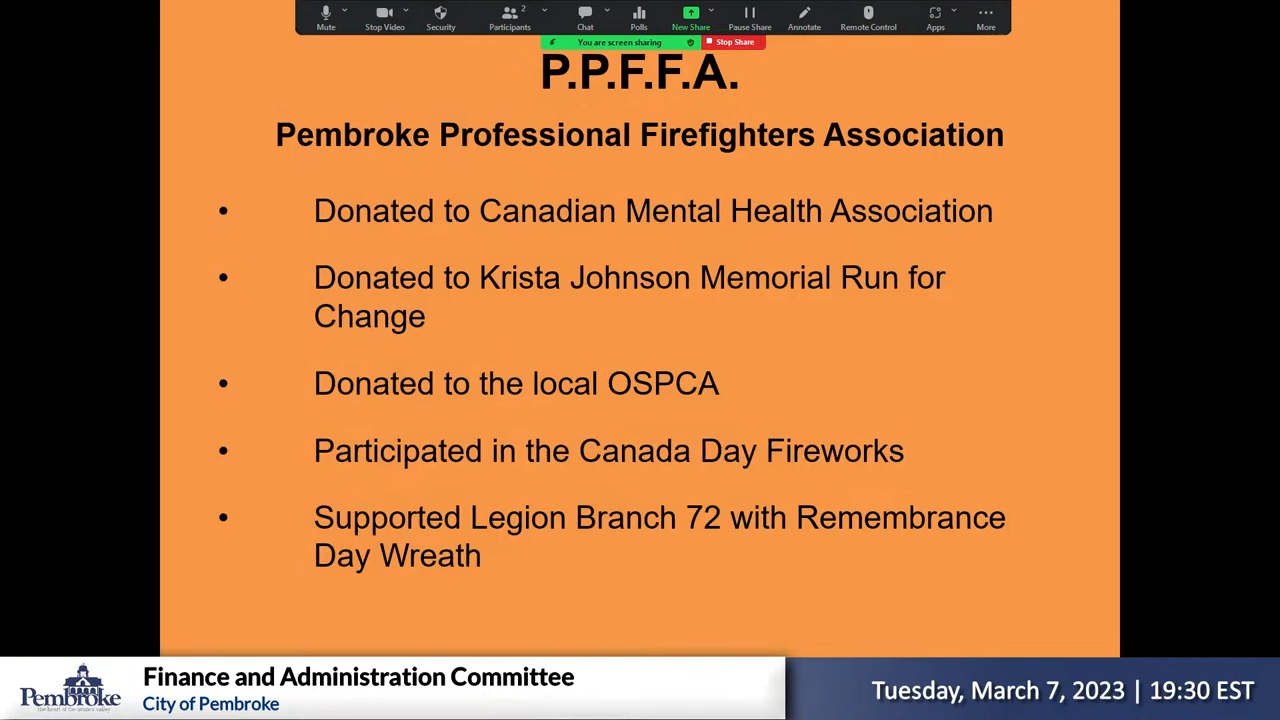 Mute
Stop Video
Security
Participants
2
Chat
Polls
New Share
Pause Share
Annotate
Remote Control
Apps
More
You are screen sharing
Stop Share
P.P.F.F.A.
Pembroke Professional Firefighters Association
• Donated to Canadian Mental Health Association
• Donated to Krista Johnson Memorial Run for
Change
• Donated to the local OSPCA
• Participated in the Canada Day Fireworks
• Supported Legion Branch 72 with Remembrance
Day Wreath
Pembroke
Finance and Administration Committee
City of Pembroke
Tuesday, March 7, 2023 | 19:30 EST